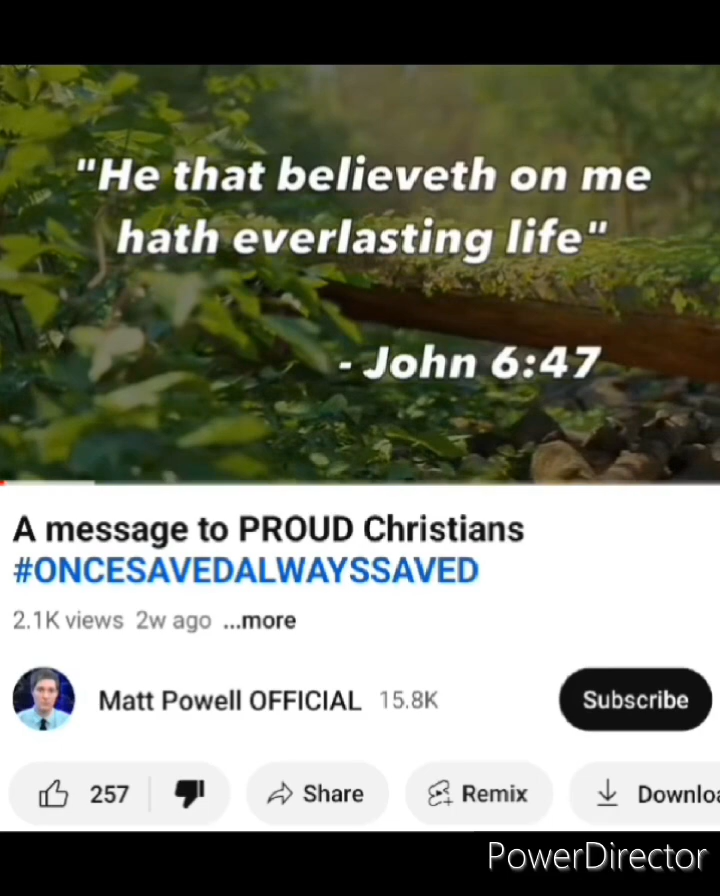 "He that believeth on me
hath everlasting life"
- John 6:47
A message to PROUD Christians
#ONCESAVEDALWAYSSAVED
2.1K views 2w ago ...more
Matt Powell OFFICIAL 15.8K Subscribe
257 Share Remix Downloa
PowerDirector